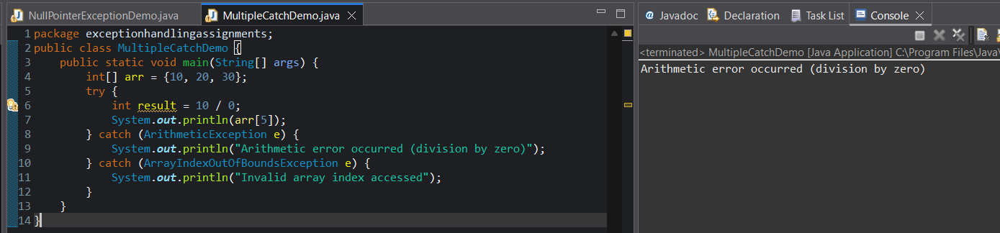 NullPointerExceptionDemo.java
MultipleCatchDemo.java
1 package exceptionhandlingassignments;
2 public class MultipleCatchDemo {
3     public static void main(String[] args) {
4         int[] arr = {10, 20, 30};
5         try {
6             int result = 10 / 0;
7             System.out.println(arr[5]);
8         } catch (ArithmeticException e) {
9             System.out.println("Arithmetic error occurred (division by zero)");
10         } catch (ArrayIndexOutOfBoundsException e) {
11             System.out.println("Invalid array index accessed");
12         }
13     }
14 }
@ Javadoc
Declaration
Task List
Console
<terminated> MultipleCatchDemo [Java Application] C:\Program Files\Java\
Arithmetic error occurred (division by zero)